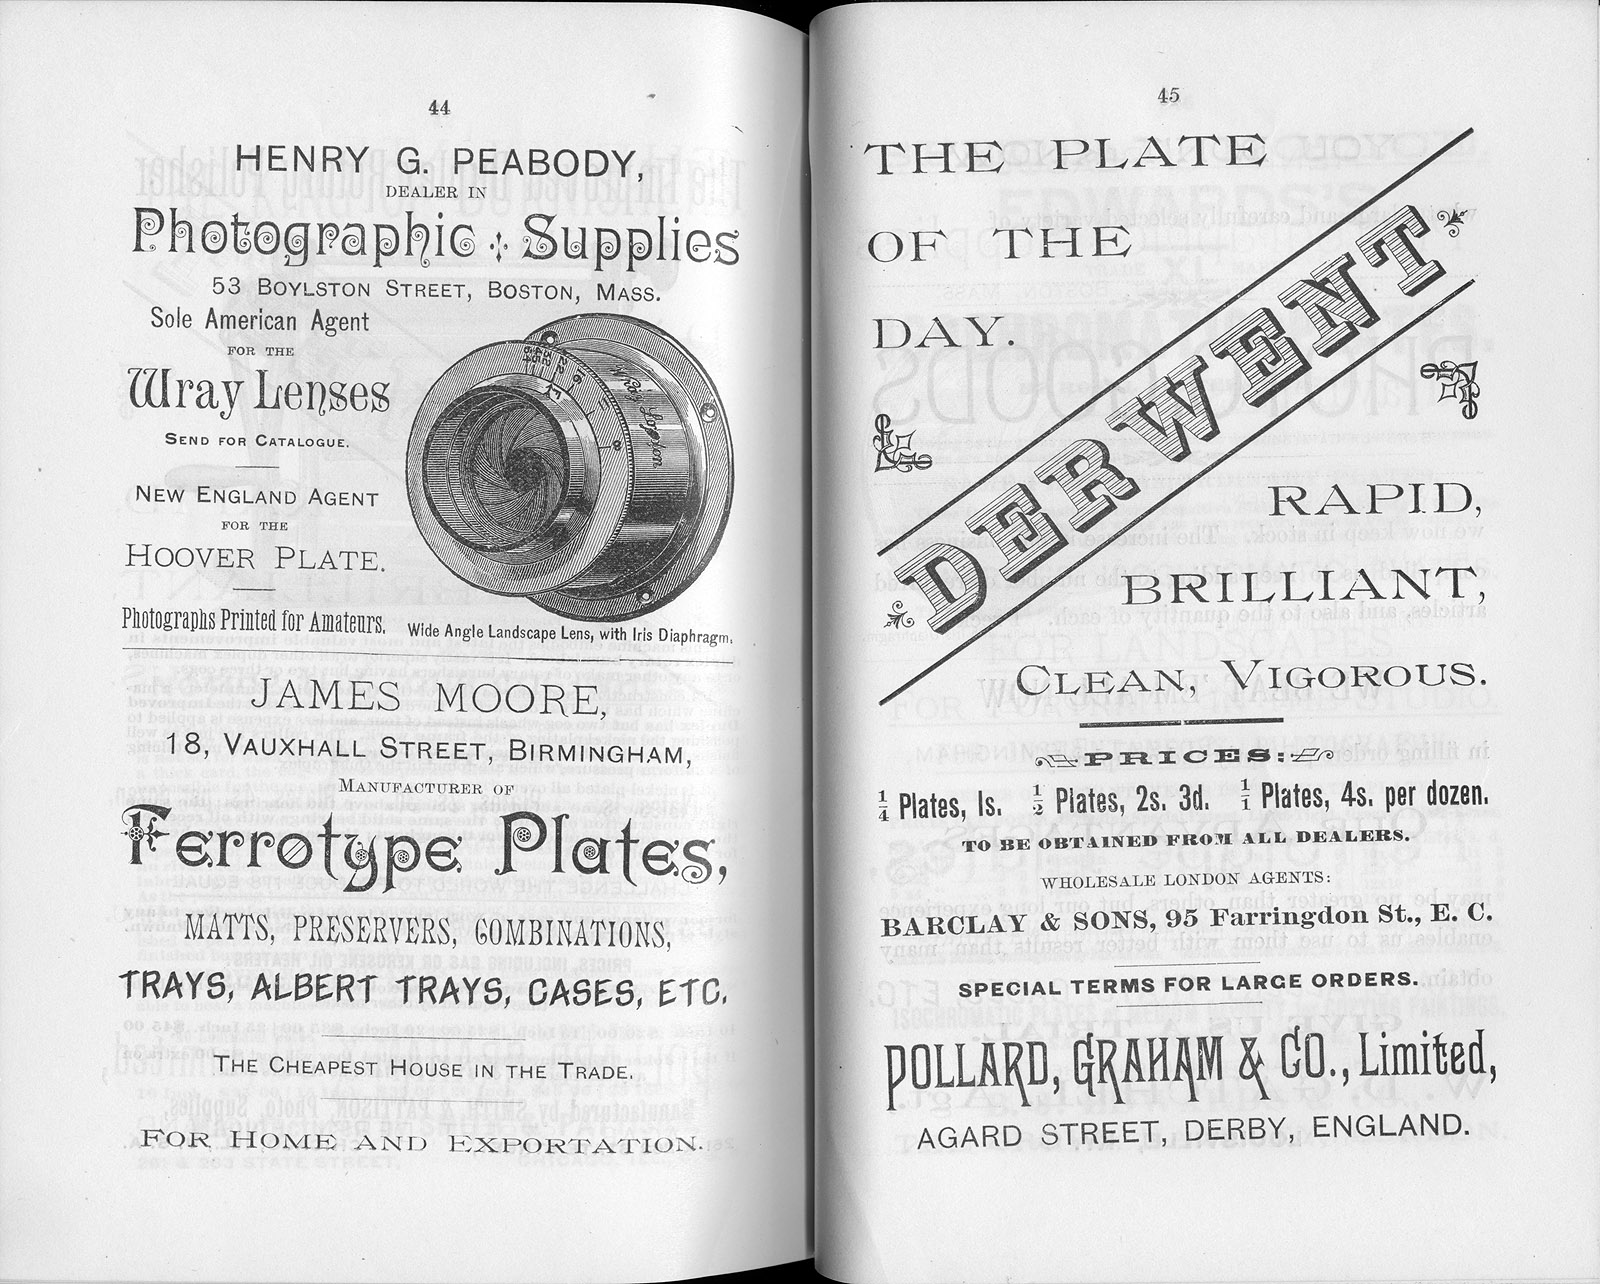 44
HENRY G. PEABODY,
DEALER IN
Photographic Supplies
53 BOYLSTON STREET, BOSTON, MASS.
Sole American Agent
FOR THE
Wray Lenses
SEND FOR CATALOGUE.
NEW ENGLAND AGENT
FOR THE
HOOVER PLATE.
Photographs Printed for Amateurs.
Wray London
Wide Angle Landscape Lens, with Iris Diaphragm.
JAMES MOORE,
18, VAUXHALL STREET, BIRMINGHAM,
MANUFACTURER OF
Ferrotype Plates,
MATTS, PRESERVERS, COMBINATIONS,
TRAYS, ALBERT TRAYS, CASES, ETC.
THE CHEAPEST HOUSE IN THE TRADE.
FOR HOME AND EXPORTATION.
45
THE PLATE
OF THE
DAY.
DERWENT
RAPID,
BRILLIANT,
CLEAN, VIGOROUS.
PRICES:
1/4 Plates, 1s. 1/2 Plates, 2s. 3d. 1/1 Plates, 4s. per dozen.
TO BE OBTAINED FROM ALL DEALERS.
WHOLESALE LONDON AGENTS:
BARCLAY & SONS, 95 Farringdon St., E. C.
SPECIAL TERMS FOR LARGE ORDERS.
POLLARD, GRAHAM & CO., Limited,
AGARD STREET, DERBY, ENGLAND.